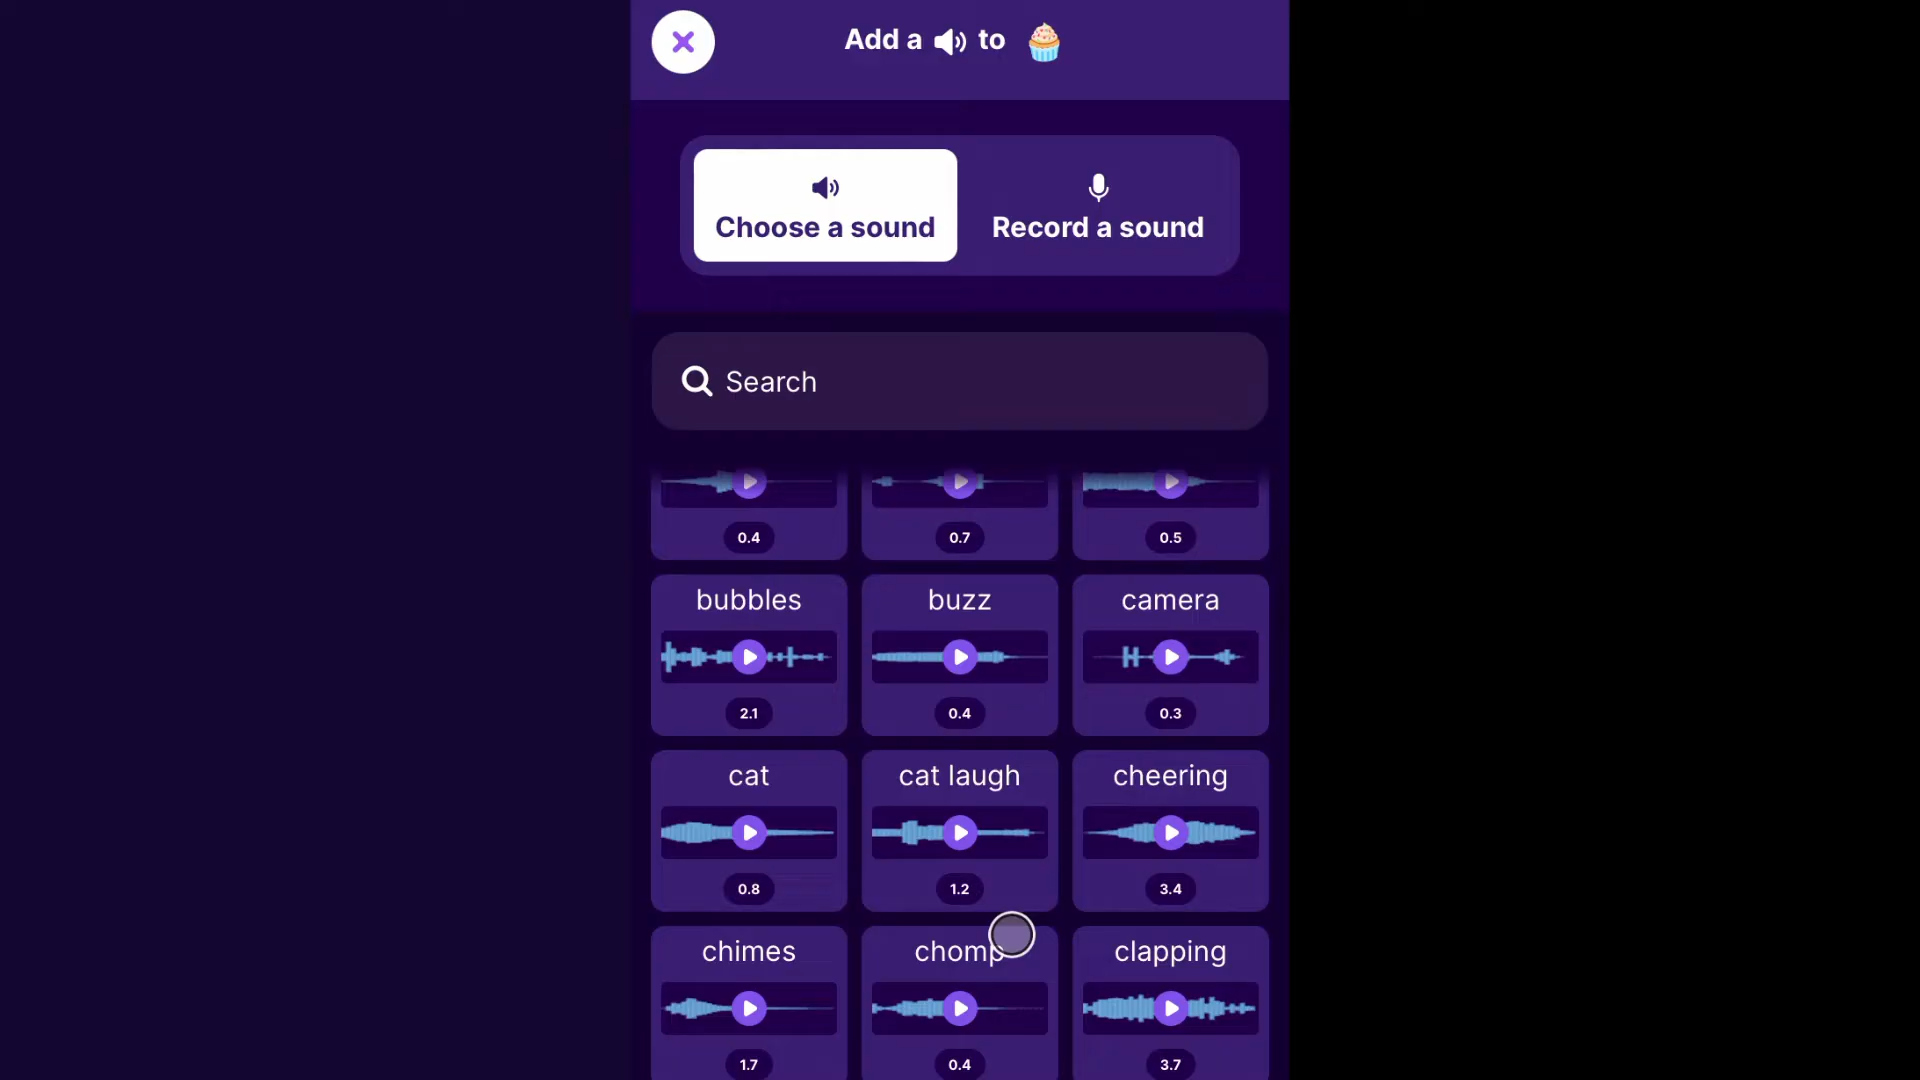 Add a to
Choose a sound
Record a sound
Search
0.4
0.7
0.5
bubbles
buzz
camera
2.1
0.4
0.3
cat
cat laugh
cheering
0.8
1.2
3.4
chimes
chomp
clapping
1.7
0.4
3.7